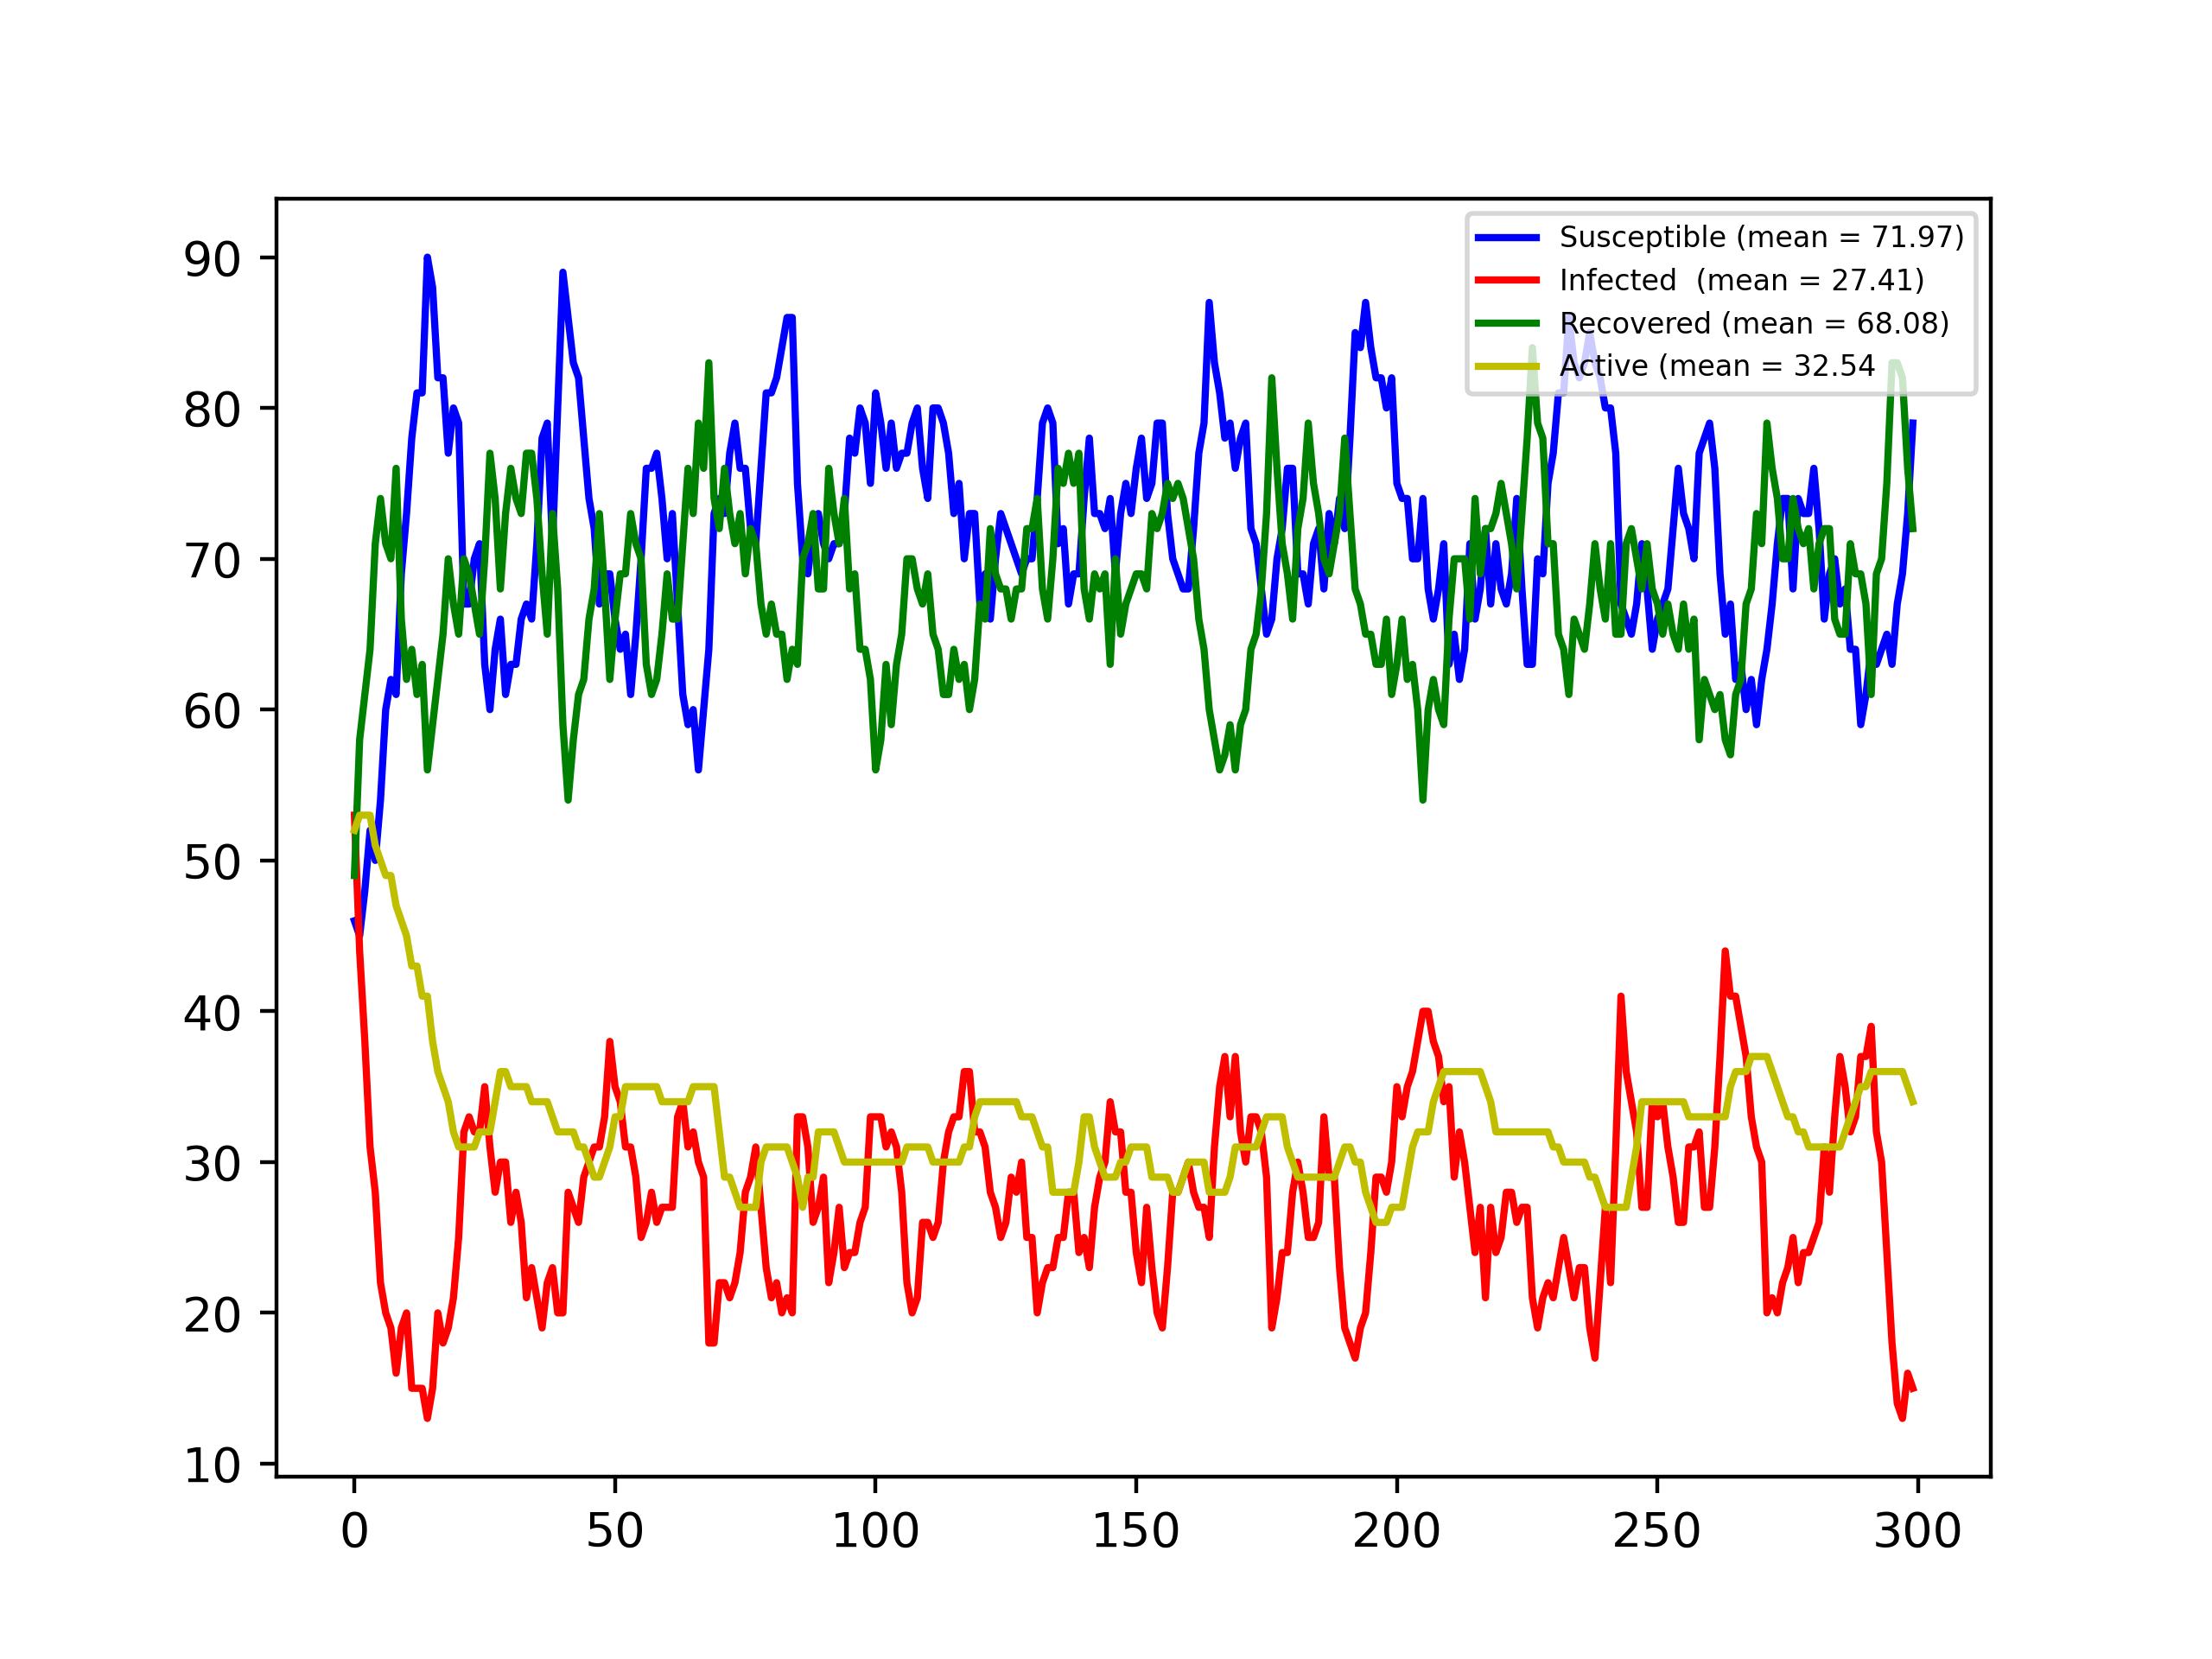 Susceptible (mean = 71.97)
Infected  (mean = 27.41)
Recovered (mean = 68.08)
Active (mean = 32.54
90
80
70
60
50
40
30
20
10
0 50 100 150 200 250 300